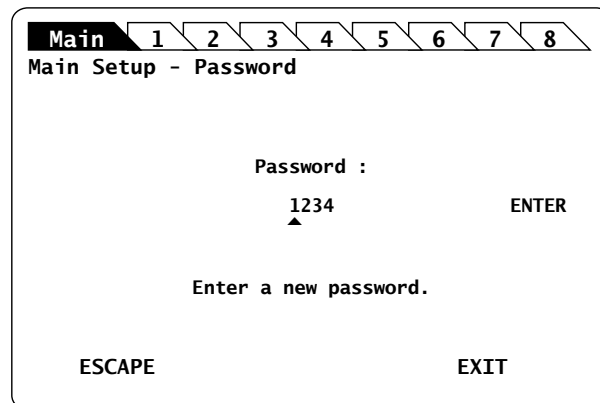 Main 1 2 3 4 5 6 7 8
Main Setup - Password
Password :
1234 ENTER
Enter a new password.
ESCAPE EXIT